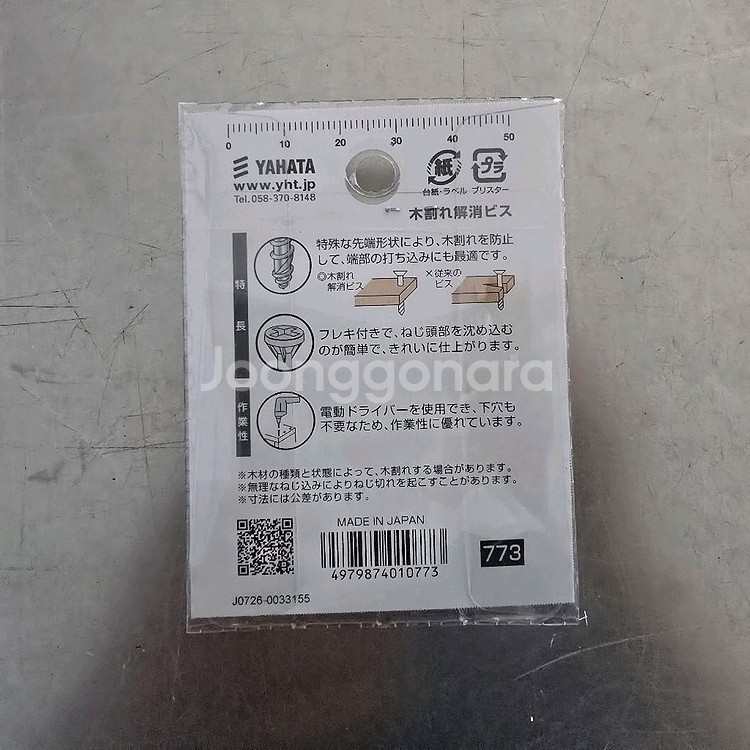 0 10 20 30 40 50
YAHATA
www.yht.jp
Tel. 058-370-8148
紙 プラ
台紙・ラベル ブリスター
木割れ解消ビス
特長
特殊な先端形状により、木割れを防止
して、端部の打ち込みにも最適です。
◎木割れ
解消ビス
×従来の
ビス
フレキ付きで、ねじ頭部を沈め込む
のが簡単で、きれいに仕上がります。
Joonggonara
作業性
電動ドライバーを使用でき、下穴も
不要なため、作業性に優れています。
※木材の種類と状態によって、木割れする場合があります。
※無理なねじ込みによりねじ切れを起こすことがあります。
※寸法には公差があります。
MADE IN JAPAN
4979874010773
773
J0726-0033155